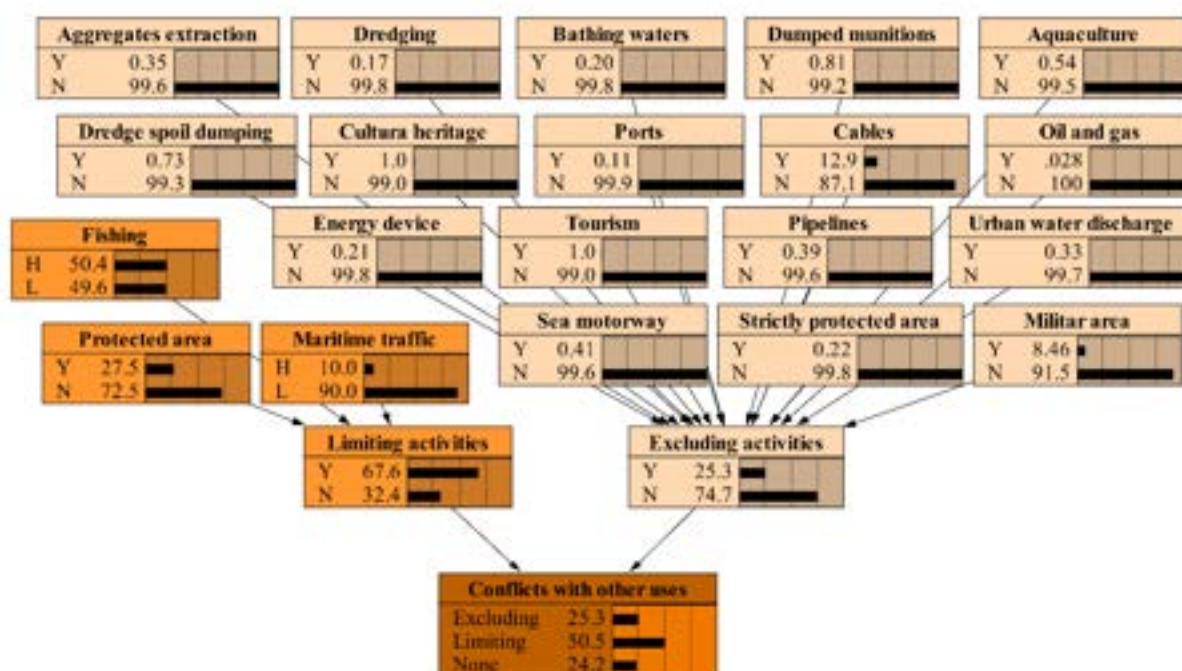 Aggregates extraction
Y 0.35
N 99.6
Dredging
Y 0.17
N 99.8
Bathing waters
Y 0.20
N 99.8
Dumped munitions
Y 0.81
N 99.2
Aquaculture
Y 0.54
N 99.5
Dredge spoil dumping
Y 0.73
N 99.3
Cultura heritage
Y 1.0
N 99.0
Ports
Y 0.11
N 99.9
Cables
Y 12.9
N 87.1
Oil and gas
Y .028
N 100
Fishing
H 50.4
L 49.6
Energy device
Y 0.21
N 99.8
Tourism
Y 1.0
N 99.0
Pipelines
Y 0.39
N 99.6
Urban water discharge
Y 0.33
N 99.7
Protected area
Y 27.5
N 72.5
Maritime traffic
H 10.0
L 90.0
Sea motorway
Y 0.41
N 99.6
Strictly protected area
Y 0.22
N 99.8
Militar area
Y 8.46
N 91.5
Limiting activities
Y 67.6
N 32.4
Excluding activities
Y 25.3
N 74.7
Conflicts with other uses
Excluding 25.3
Limiting 50.5
None 24.2